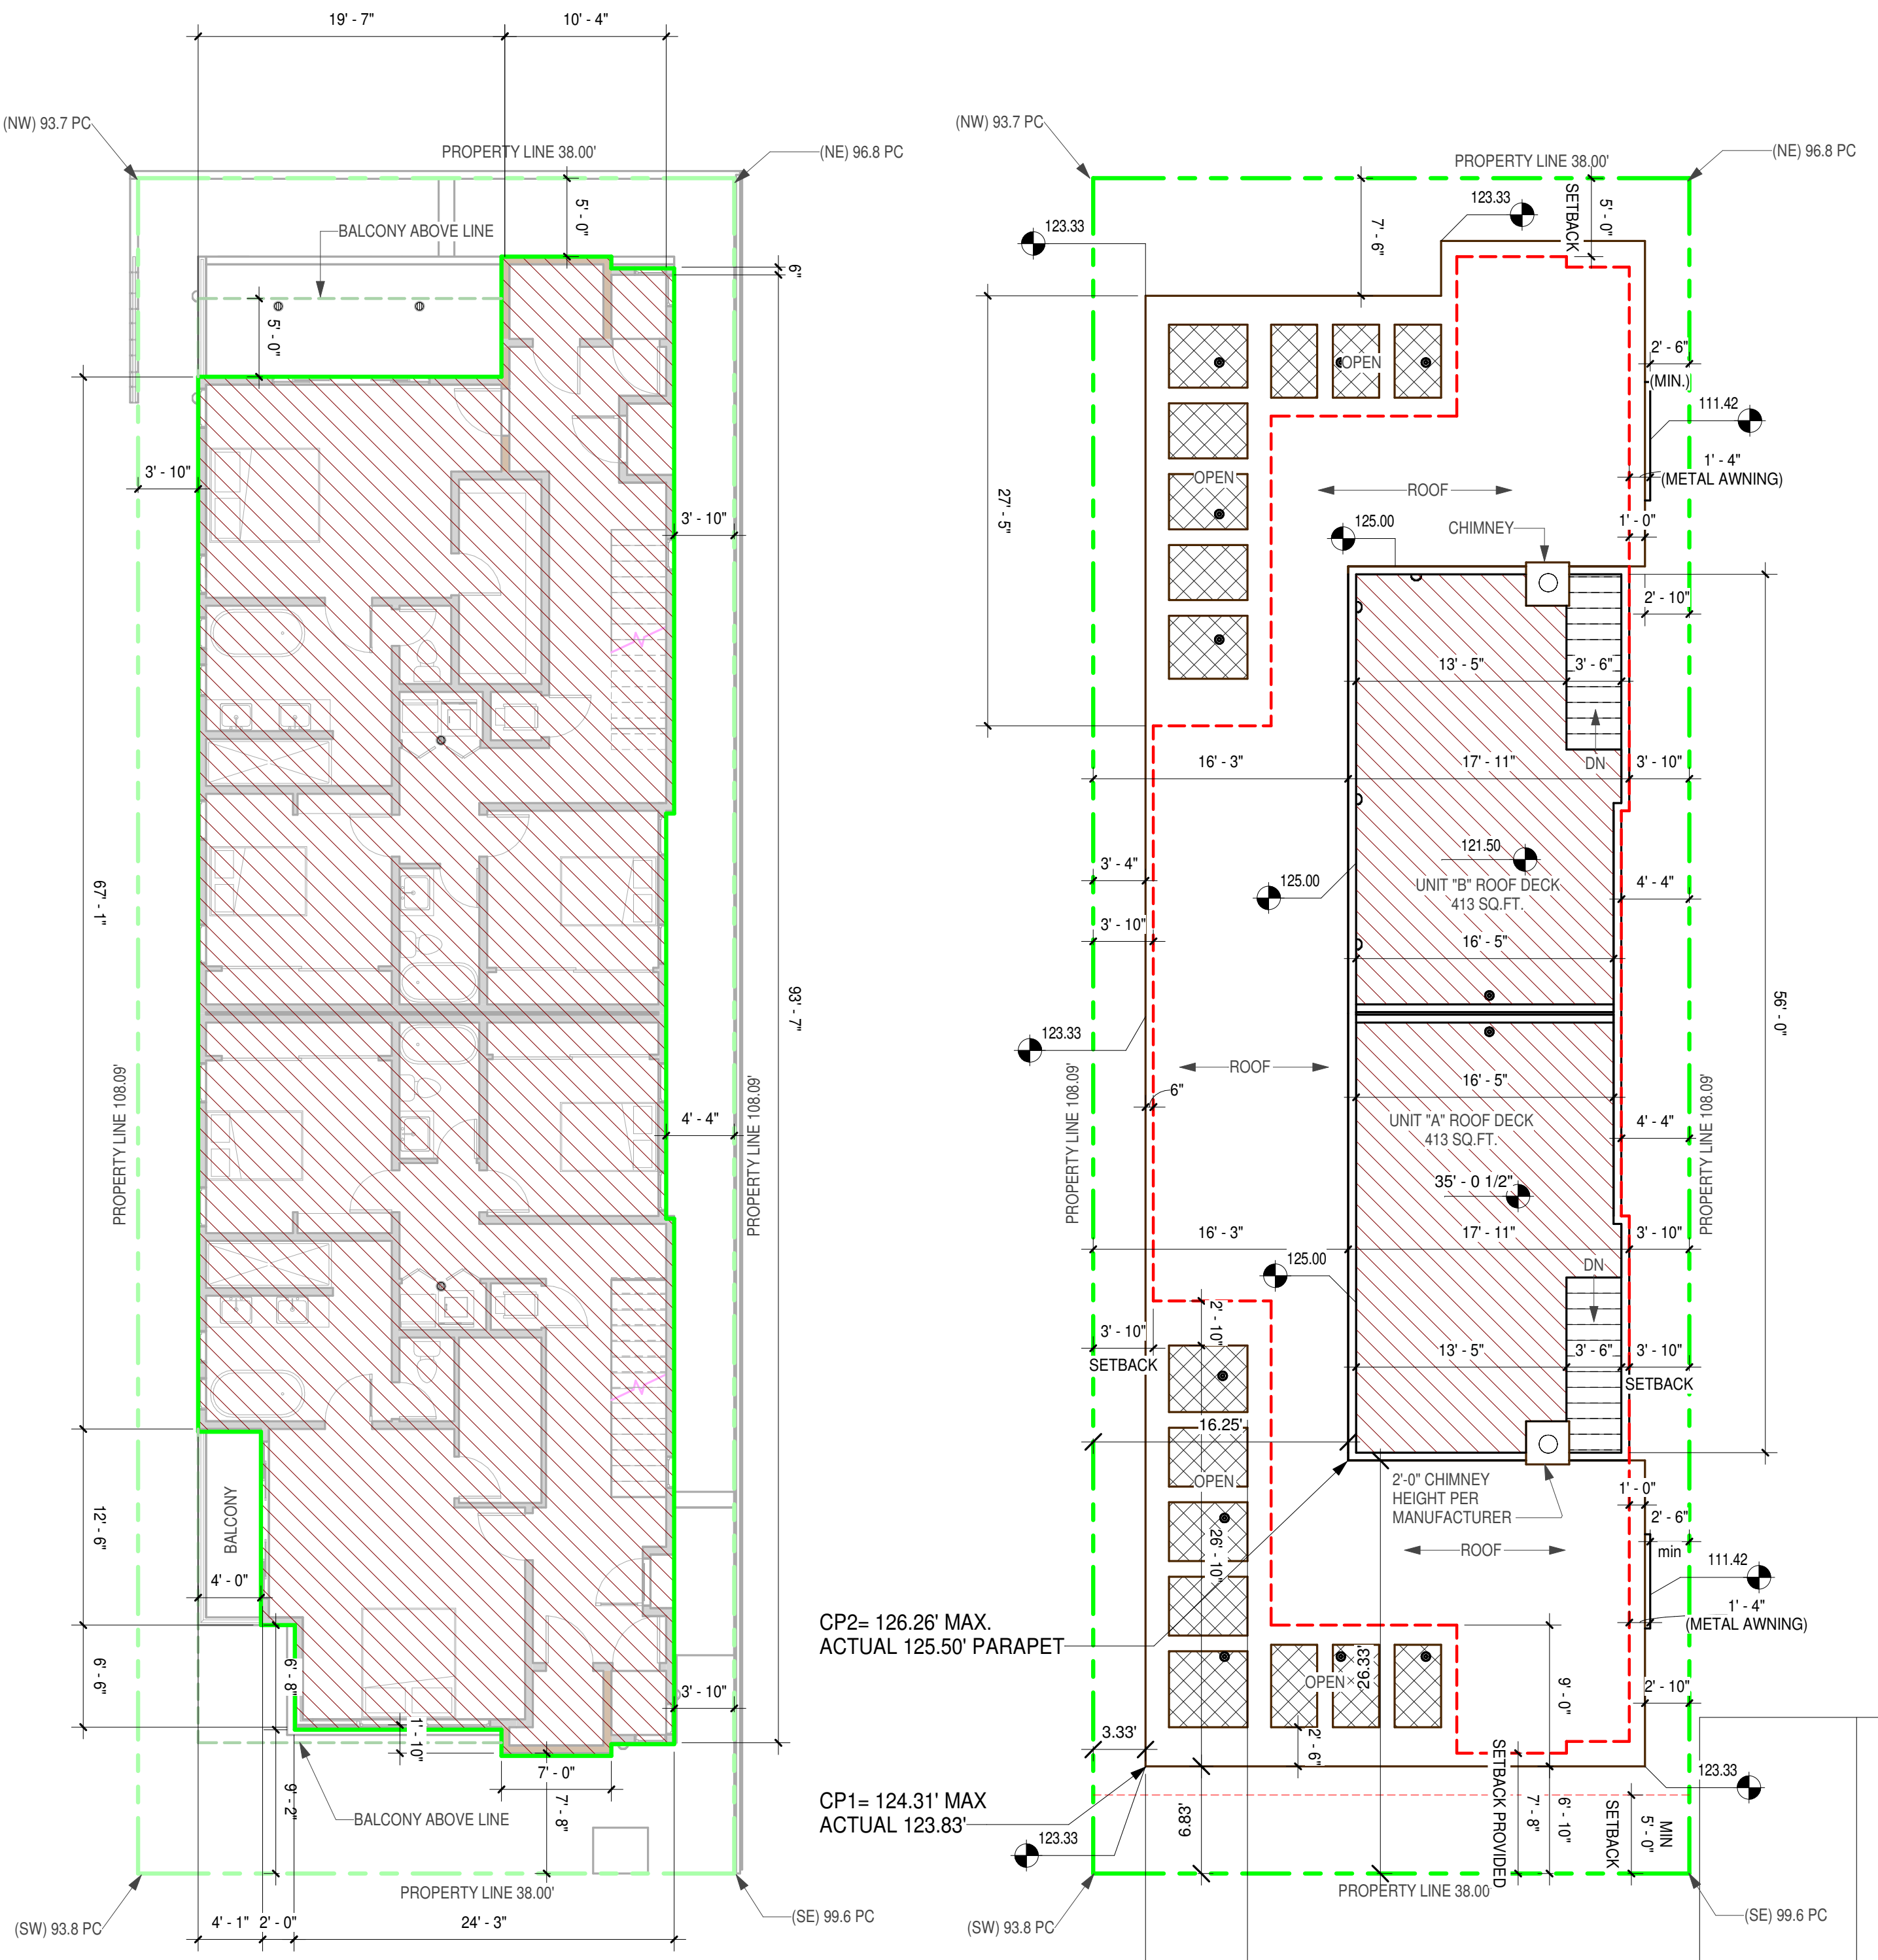 19' - 7"
10' - 4"
(NW) 93.7 PC
PROPERTY LINE 38.00'
(NE) 96.8 PC
5' - 0"
BALCONY ABOVE LINE
6"
5' - 0"
3' - 10"
3' - 10"
67' - 1"
93' - 7"
PROPERTY LINE 108.09'
PROPERTY LINE 108.09'
4' - 4"
BALCONY
12' - 6"
4' - 0"
6' - 6"
6' - 8"
3' - 10"
1' - 10"
7' - 0"
9' - 2"
7' - 8"
BALCONY ABOVE LINE
PROPERTY LINE 38.00'
(SW) 93.8 PC
4' - 1"
2' - 0"
24' - 3"
(SE) 99.6 PC
(NW) 93.7 PC
PROPERTY LINE 38.00'
(NE) 96.8 PC
123.33
123.33
7' - 6"
SETBACK
5' - 0"
OPEN
2' - 6"
(MIN.)
111.42
1' - 4"
(METAL AWNING)
OPEN
ROOF
27' - 5"
125.00
CHIMNEY
1' - 0"
2' - 10"
13' - 5"
3' - 6"
DN
16' - 3"
17' - 11"
3' - 10"
121.50
UNIT "B" ROOF DECK
413 SQ.FT.
3' - 4"
125.00
4' - 4"
3' - 10"
16' - 5"
56' - 0"
123.33
ROOF
6"
PROPERTY LINE 108.09'
16' - 5"
UNIT "A" ROOF DECK
413 SQ.FT.
4' - 4"
PROPERTY LINE 108.09'
35' - 0 1/2"
16' - 3"
17' - 11"
3' - 10"
125.00
DN
2' - 10"
3' - 10"
SETBACK
13' - 5"
3' - 6"
3' - 10"
SETBACK
16.25'
OPEN
2'-0" CHIMNEY
HEIGHT PER
MANUFACTURER
1' - 0"
2' - 6"
min
ROOF
26' - 10"
111.42
1' - 4"
(METAL AWNING)
CP2= 126.26' MAX.
ACTUAL 125.50' PARAPET
OPEN
26.33'
9' - 0"
2' - 10"
3.33'
2' - 6"
SETBACK PROVIDED
7' - 8"
6' - 10"
SETBACK
MIN
5' - 0"
123.33
CP1= 124.31' MAX
ACTUAL 123.83'
6.83'
123.33
PROPERTY LINE 38.00
(SW) 93.8 PC
(SE) 99.6 PC